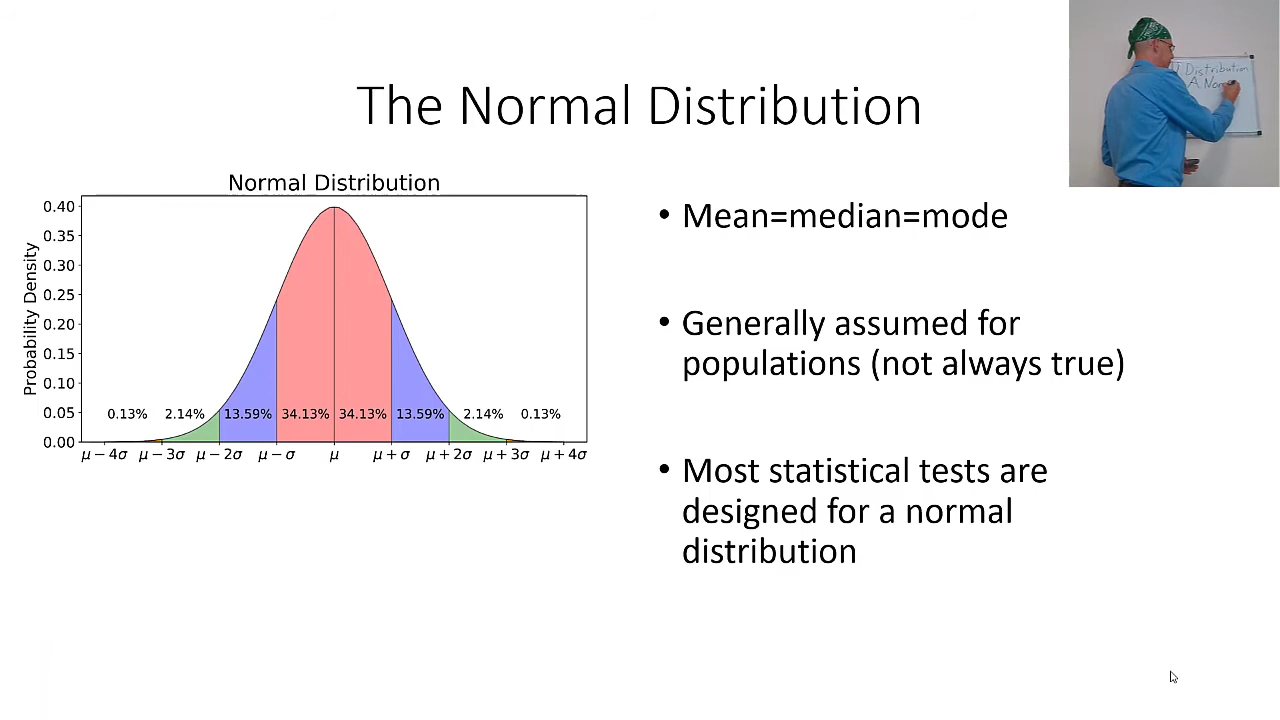 The Normal Distribution
Distribution
A Nor
Normal Distribution
Probability Density
0.40
0.35
0.30
0.25
0.20
0.15
0.10
0.05
0.00
0.13% 2.14% 13.59% 34.13% 34.13% 13.59% 2.14% 0.13%
μ − 4σ μ − 3σ μ − 2σ μ − σ μ μ + σ μ + 2σ μ + 3σ μ + 4σ
• Mean=median=mode
• Generally assumed for
populations (not always true)
• Most statistical tests are
designed for a normal
distribution